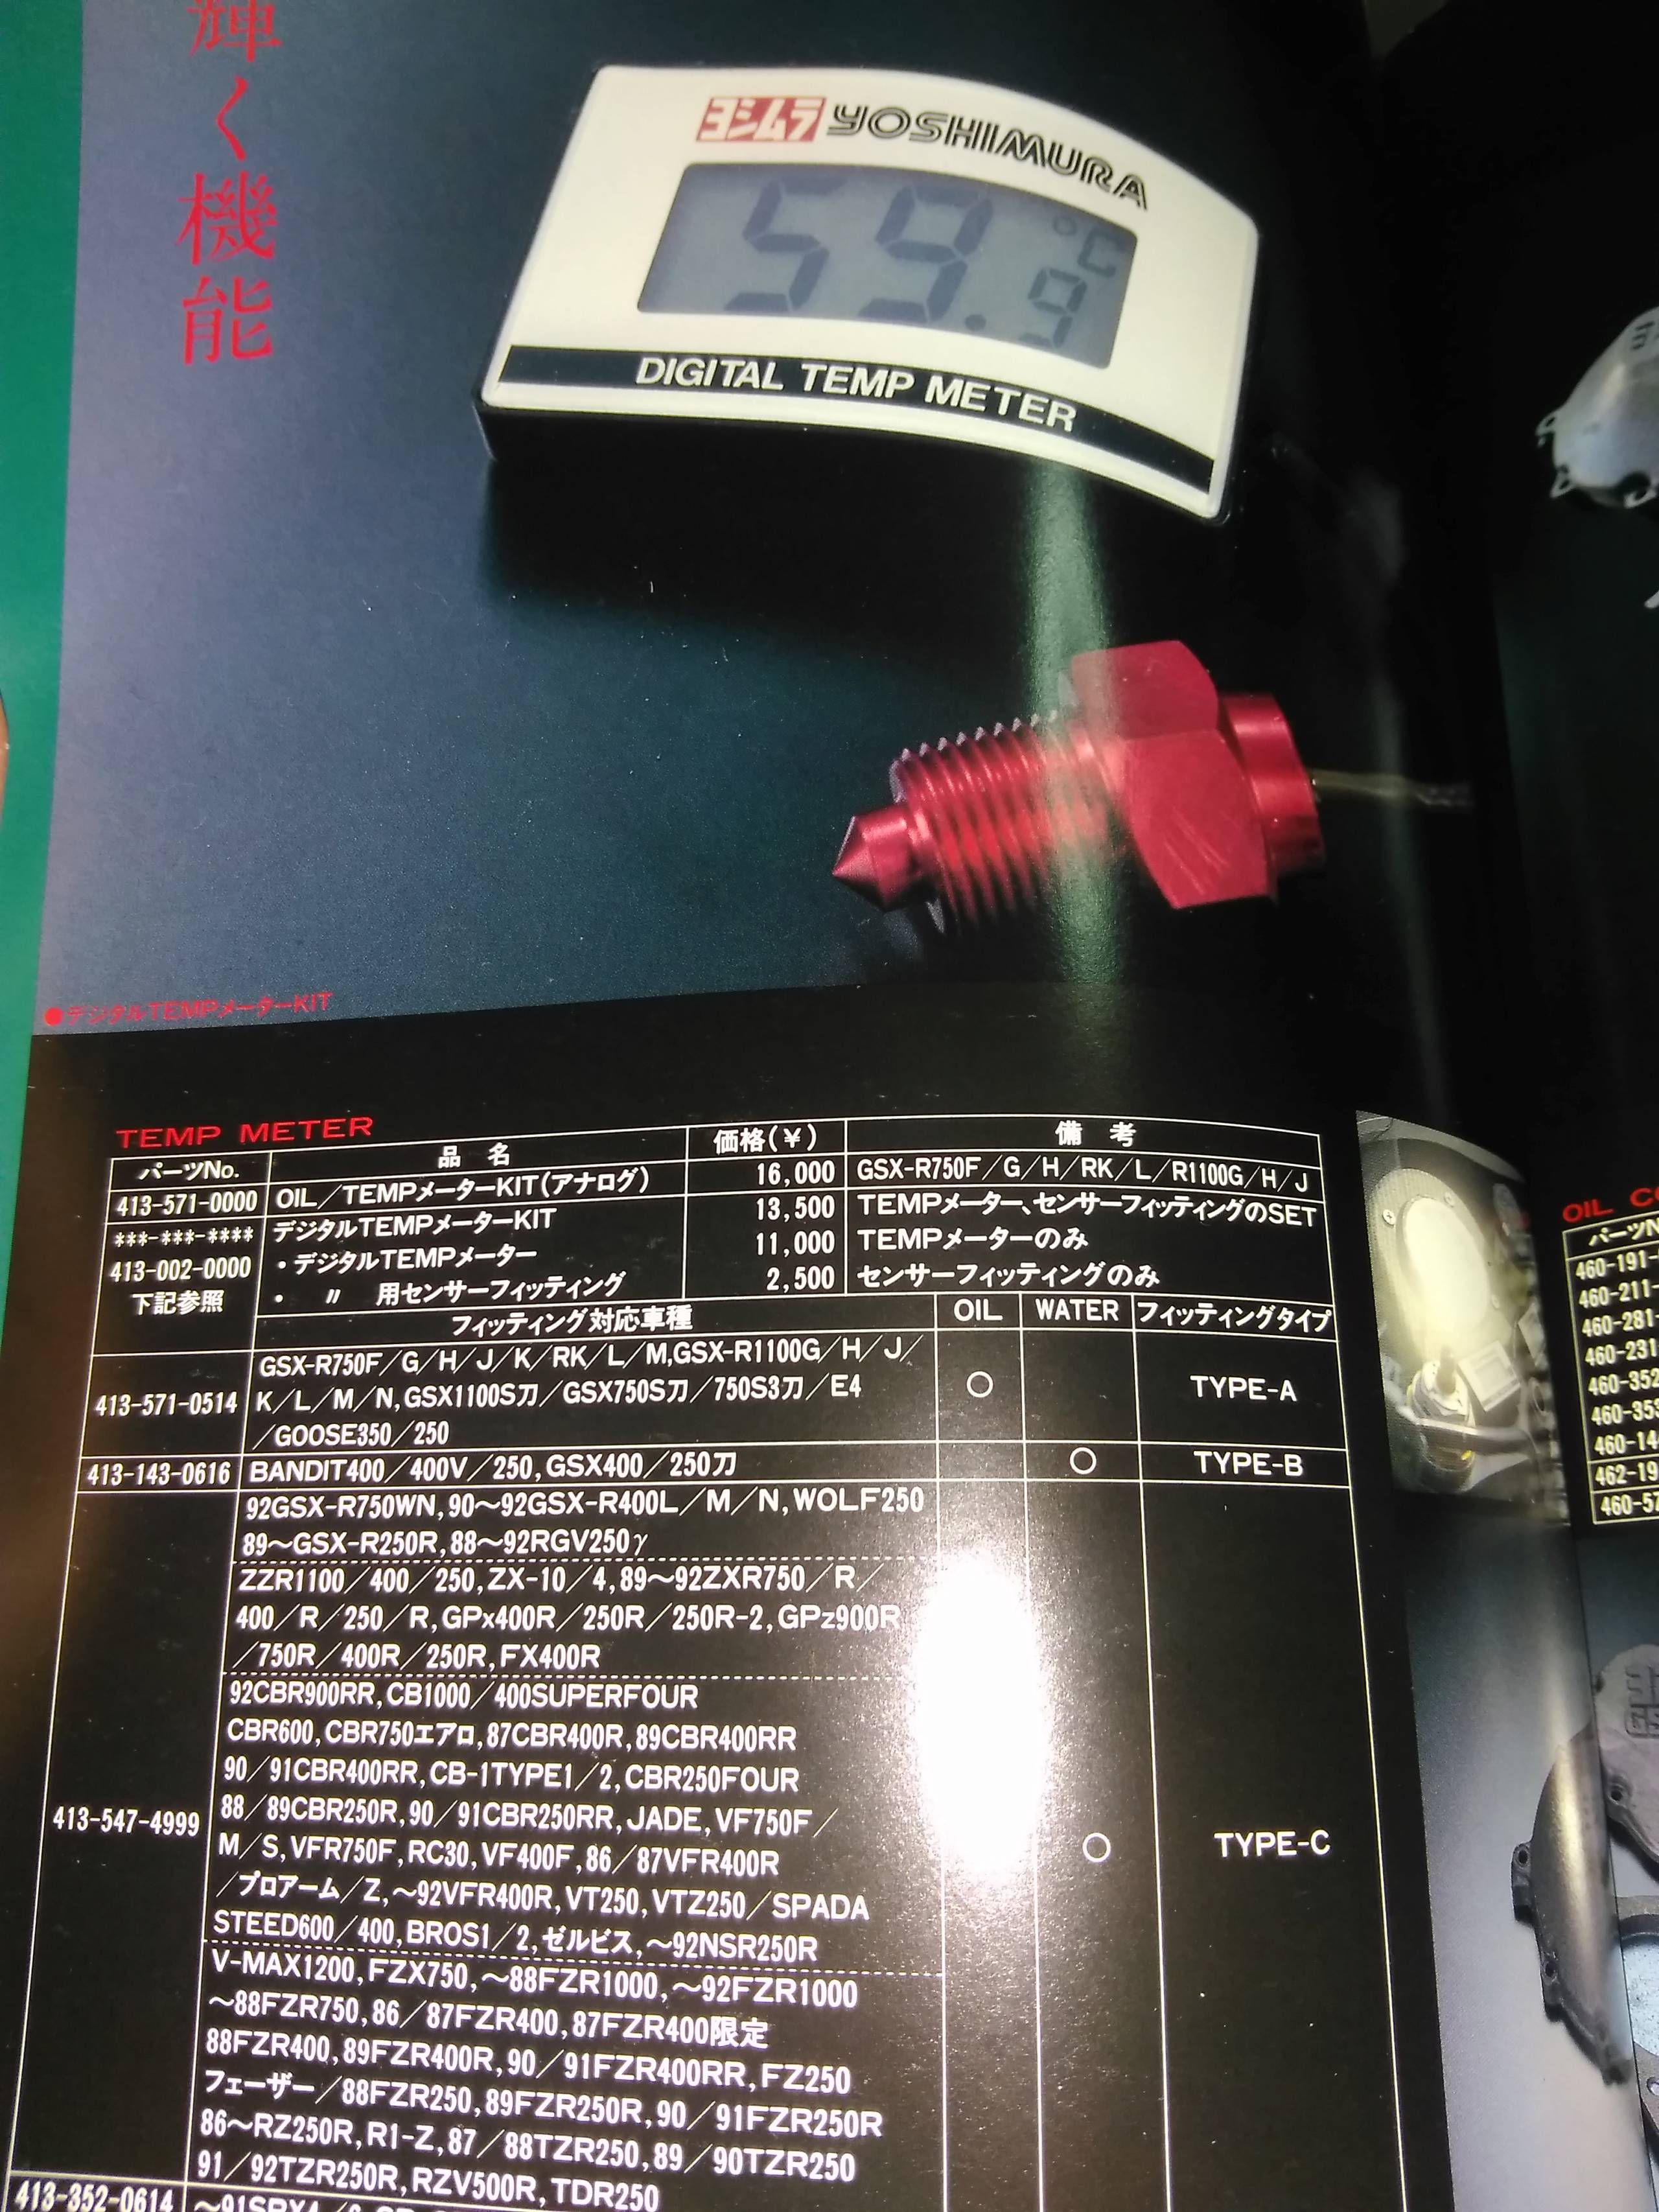 輝く機能
ヨシムラ YOSHIMURA
59.9 °C
DIGITAL TEMP METER
●デジタルTEMPメーターKIT
TEMP METER
パーツNo. 品 名 価格(¥) 備 考
413-571-0000 OIL/TEMPメーターKIT(アナログ) 16,000 GSX-R750F/G/H/RK/L/R1100G/H/J
***-***-**** デジタルTEMPメーターKIT 13,500 TEMPメーター、センサーフィッティングのSET
413-002-0000 ・デジタルTEMPメーター 11,000 TEMPメーターのみ
下記参照 ・ 〃 用センサーフィッティング 2,500 センサーフィッティングのみ
フィッティング対応車種 OIL WATER フィッティングタイプ
GSX-R750F/G/H/J/K/RK/L/M,GSX-R1100G/H/J/
413-571-0514 K/L/M/N,GSX1100S刀/GSX750S刀/750S3刀/E4 ○ TYPE-A
/GOOSE350/250
413-143-0616 BANDIT400/400V/250,GSX400/250刀 ○ TYPE-B
92GSX-R750WN,90〜92GSX-R400L/M/N,WOLF250
89〜GSX-R250R,88〜92RGV250γ
ZZR1100/400/250,ZX-10/4,89〜92ZXR750/R/
400/R/250/R,GPx400R/250R/250R-2,GPz900R
/750R/400R/250R,FX400R
92CBR900RR,CB1000/400SUPERFOUR
CBR600,CBR750エアロ,87CBR400R,89CBR400RR
90/91CBR400RR,CB-1TYPE1/2,CBR250FOUR
88/89CBR250R,90/91CBR250RR,JADE,VF750F/
413-547-4999 M/S,VFR750F,RC30,VF400F,86/87VFR400R ○ TYPE-C
/プロアーム/Z,〜92VFR400R,VT250,VTZ250/SPADA
STEED600/400,BROS1/2,ゼルビス,〜92NSR250R
V-MAX1200,FZX750,〜88FZR1000,〜92FZR1000
〜88FZR750,86/87FZR400,87FZR400限定
88FZR400,89FZR400R,90/91FZR400RR,FZ250
フェーザー/88FZR250,89FZR250R,90/91FZR250R
86〜RZ250R,R1-Z,87/88TZR250,89/90TZR250
91/92TZR250R,RZV500R,TDR250
413-352-0614
OIL
460-191-
460-211-
460-281-
460-231
460-352
460-353
460-14
462-19
460-57